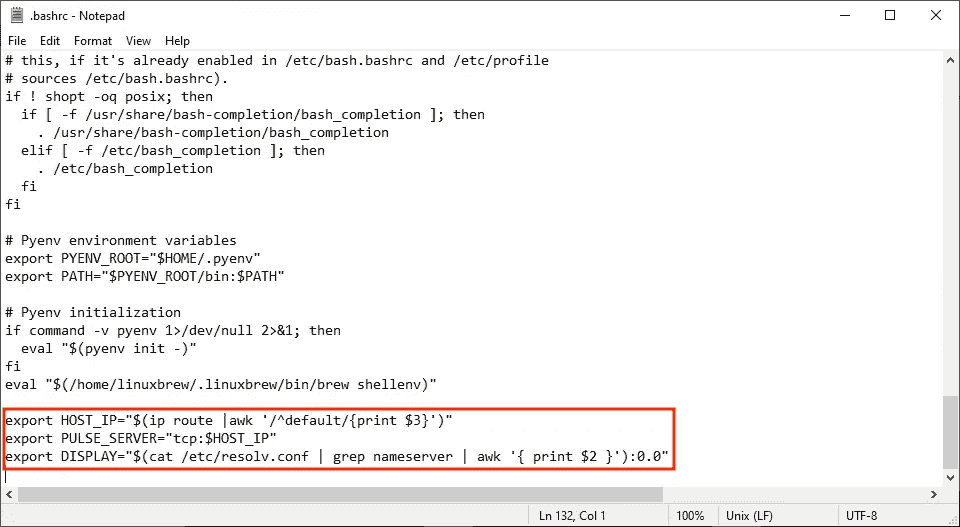 .bashrc - Notepad
File Edit Format View Help
# this, if it's already enabled in /etc/bash.bashrc and /etc/profile
# sources /etc/bash.bashrc).
if ! shopt -oq posix; then
  if [ -f /usr/share/bash-completion/bash_completion ]; then
    . /usr/share/bash-completion/bash_completion
  elif [ -f /etc/bash_completion ]; then
    . /etc/bash_completion
  fi
fi

# Pyenv environment variables
export PYENV_ROOT="$HOME/.pyenv"
export PATH="$PYENV_ROOT/bin:$PATH"

# Pyenv initialization
if command -v pyenv 1>/dev/null 2>&1; then
  eval "$(pyenv init -)"
fi
eval "$(/home/linuxbrew/.linuxbrew/bin/brew shellenv)"

export HOST_IP="$(ip route |awk '/^default/{print $3}')"
export PULSE_SERVER="tcp:$HOST_IP"
export DISPLAY="$(cat /etc/resolv.conf | grep nameserver | awk '{ print $2 }'):0.0"
Ln 132, Col 1 100% Unix (LF) UTF-8